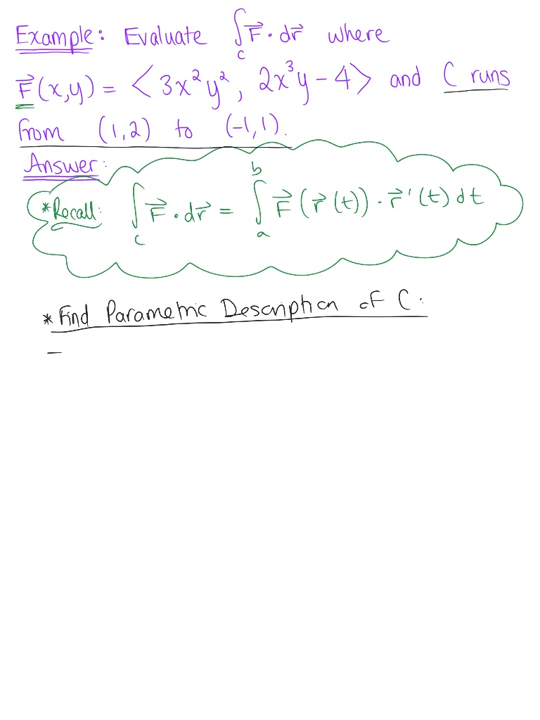 Example: Evaluate ∫_C F⃗ · dr⃗ where
F⃗(x,y) = <3x²y², 2x³y - 4> and C runs
from (1,2) to (-1,1).
Answer:
*Recall: ∫_C F⃗ · dr⃗ = ∫_a^b F⃗(r⃗(t)) · r⃗'(t) dt
*Find Parametric Description of C: